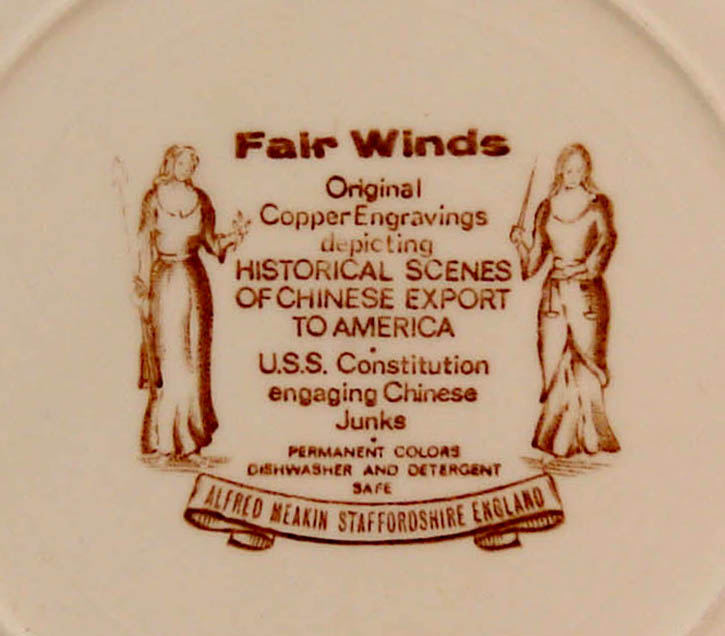 Fair Winds
Original
Copper Engravings
depicting
HISTORICAL SCENES
OF CHINESE EXPORT
TO AMERICA
U.S.S. Constitution
engaging Chinese
Junks
PERMANENT COLORS
DISHWASHER AND DETERGENT
SAFE
ALFRED MEAKIN STAFFORDSHIRE ENGLAND